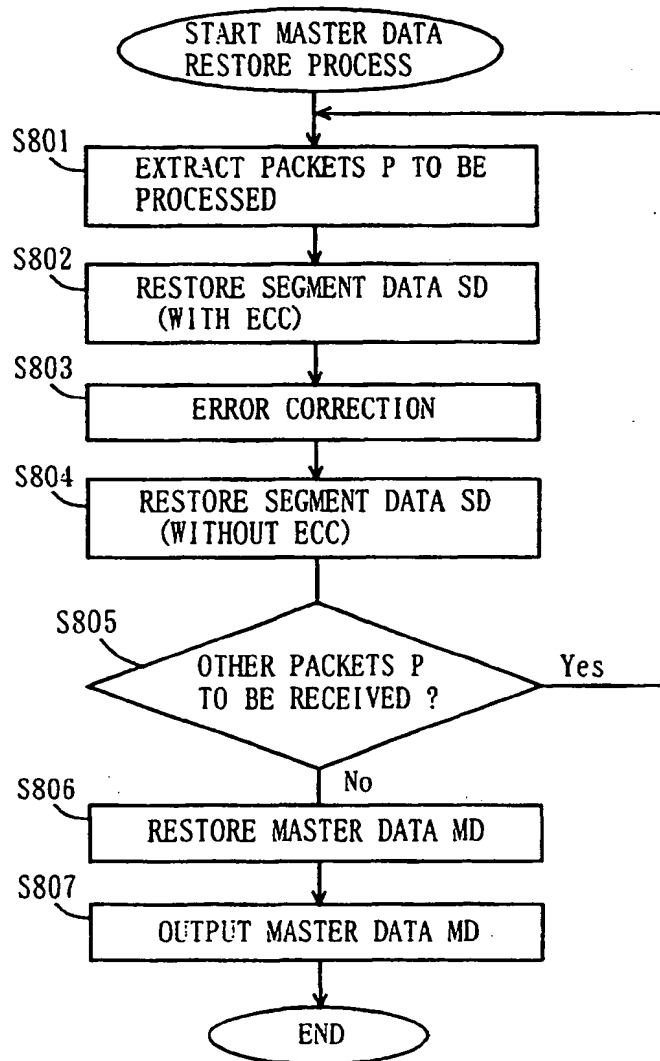 START MASTER DATA
RESTORE PROCESS
S801
EXTRACT PACKETS P TO BE
PROCESSED
S802
RESTORE SEGMENT DATA SD
(WITH ECC)
S803
ERROR CORRECTION
S804
RESTORE SEGMENT DATA SD
(WITHOUT ECC)
S805
OTHER PACKETS P
TO BE RECEIVED ?
Yes
No
S806
RESTORE MASTER DATA MD
S807
OUTPUT MASTER DATA MD
END